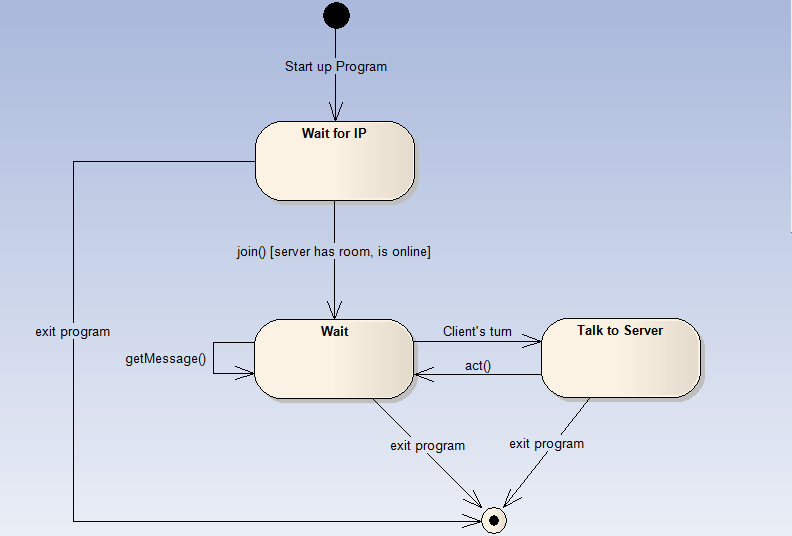 Start up Program
Wait for IP
join() [server has room, is online]
exit program
Wait
Client's turn
Talk to Server
getMessage()
act()
exit program
exit program